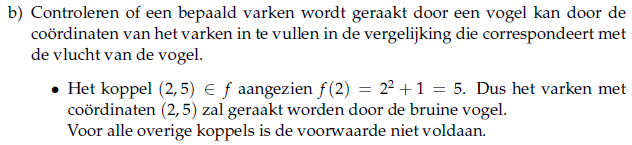 b) Controleren of een bepaald varken wordt geraakt door een vogel kan door de
coördinaten van het varken in te vullen in de vergelijking die correspondeert met
de vlucht van de vogel.
• Het koppel (2, 5) ∈ f aangezien f(2) = 2² + 1 = 5. Dus het varken met
coördinaten (2, 5) zal geraakt worden door de bruine vogel.
Voor alle overige koppels is de voorwaarde niet voldaan.